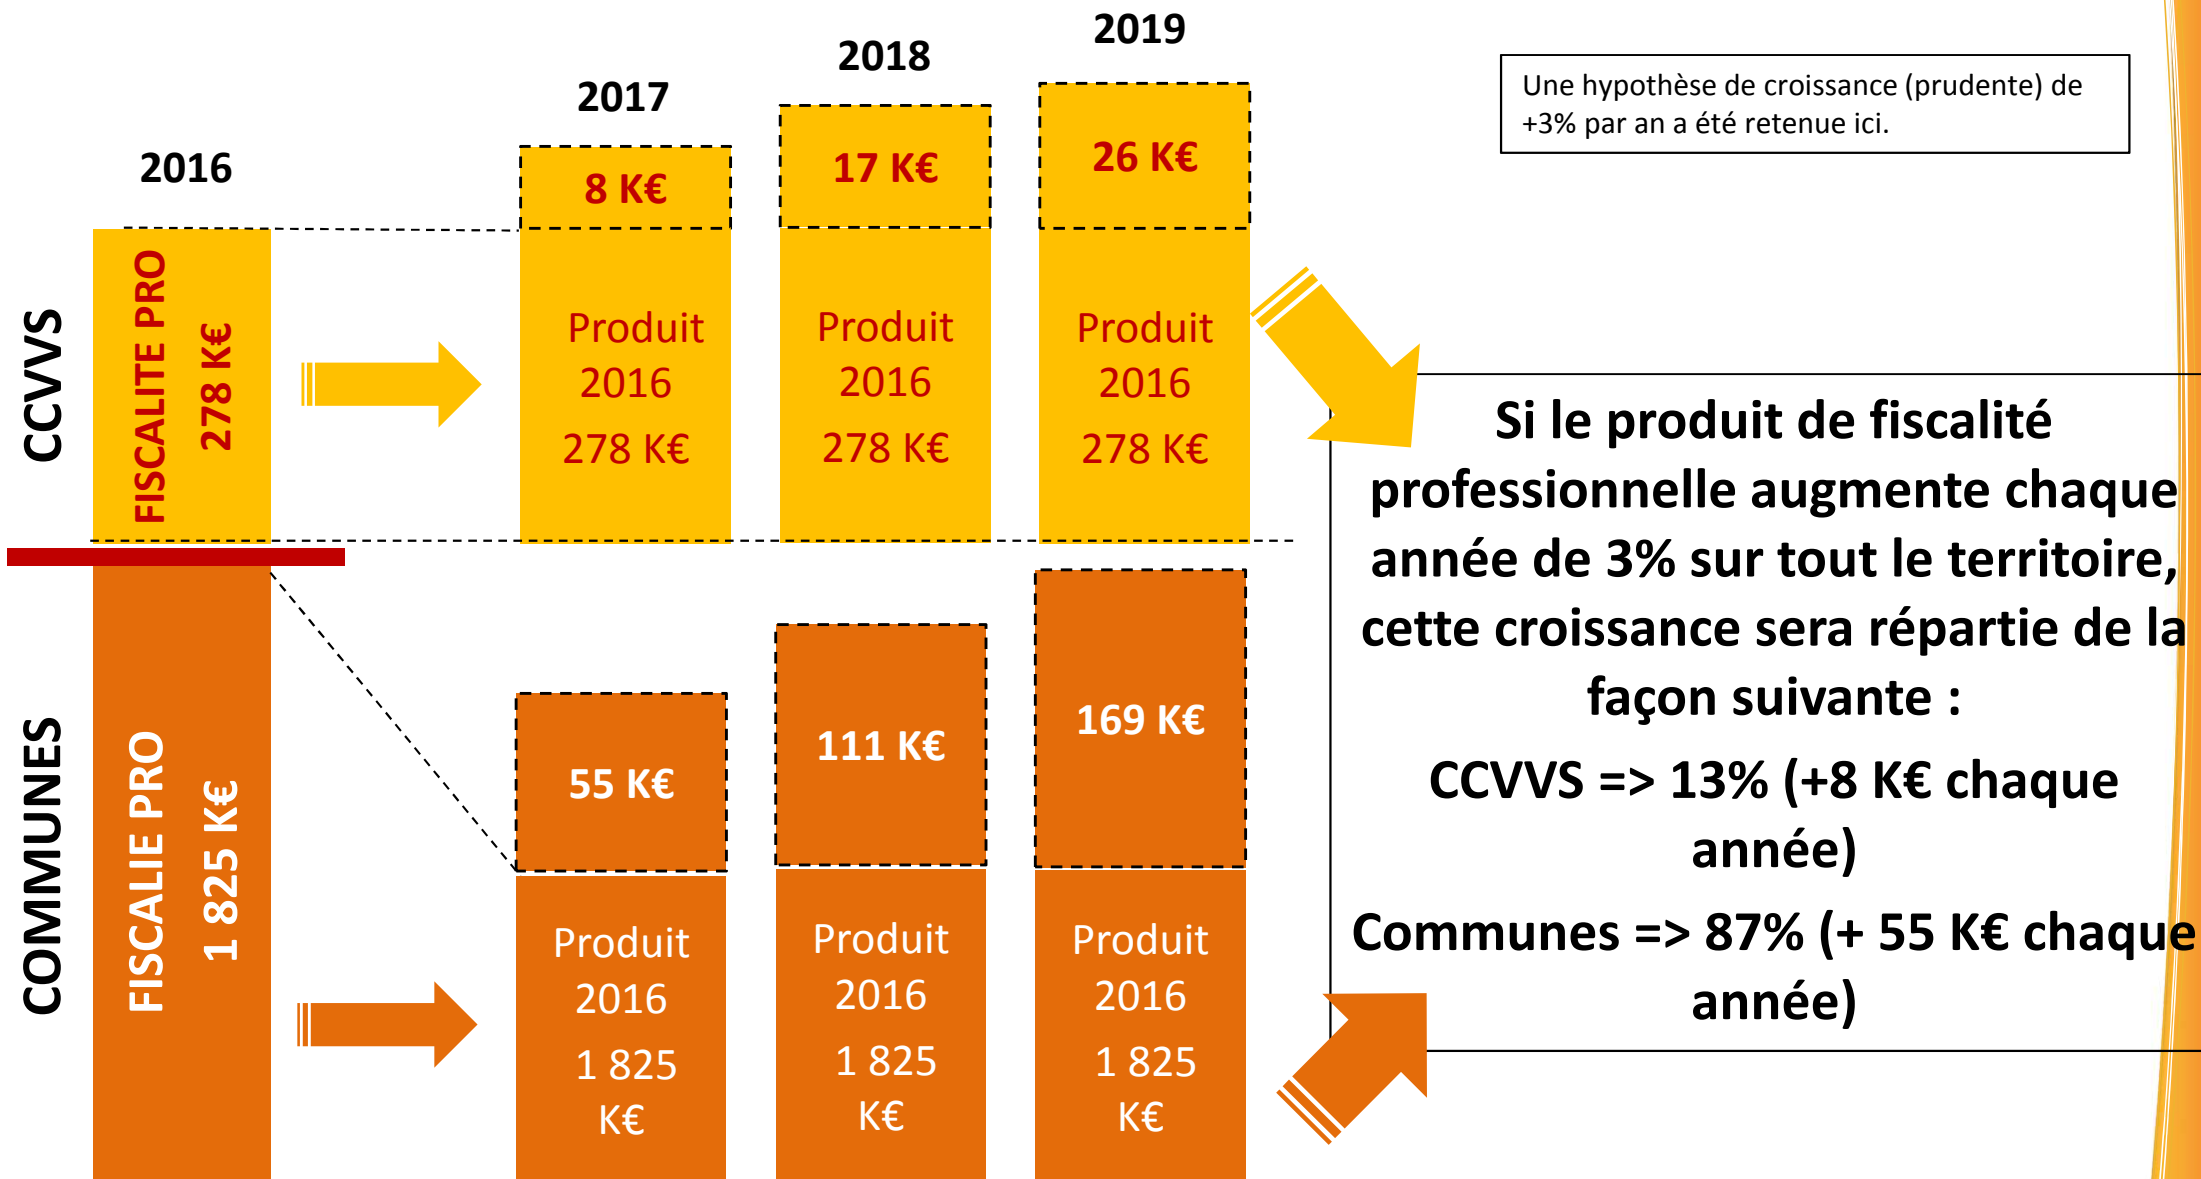 2016
2017
2018
2019
Une hypothèse de croissance (prudente) de
+3% par an a été retenue ici.
CCVVS
FISCALITE PRO
278 K€
8 K€
Produit
2016
278 K€
17 K€
Produit
2016
278 K€
26 K€
Produit
2016
278 K€
COMMUNES
FISCALIE PRO
1 825 K€
55 K€
Produit
2016
1 825
K€
111 K€
Produit
2016
1 825
K€
169 K€
Produit
2016
1 825
K€
Si le produit de fiscalité
professionnelle augmente chaque
année de 3% sur tout le territoire,
cette croissance sera répartie de la
façon suivante :
CCVVS => 13% (+8 K€ chaque
année)
Communes => 87% (+ 55 K€ chaque
année)